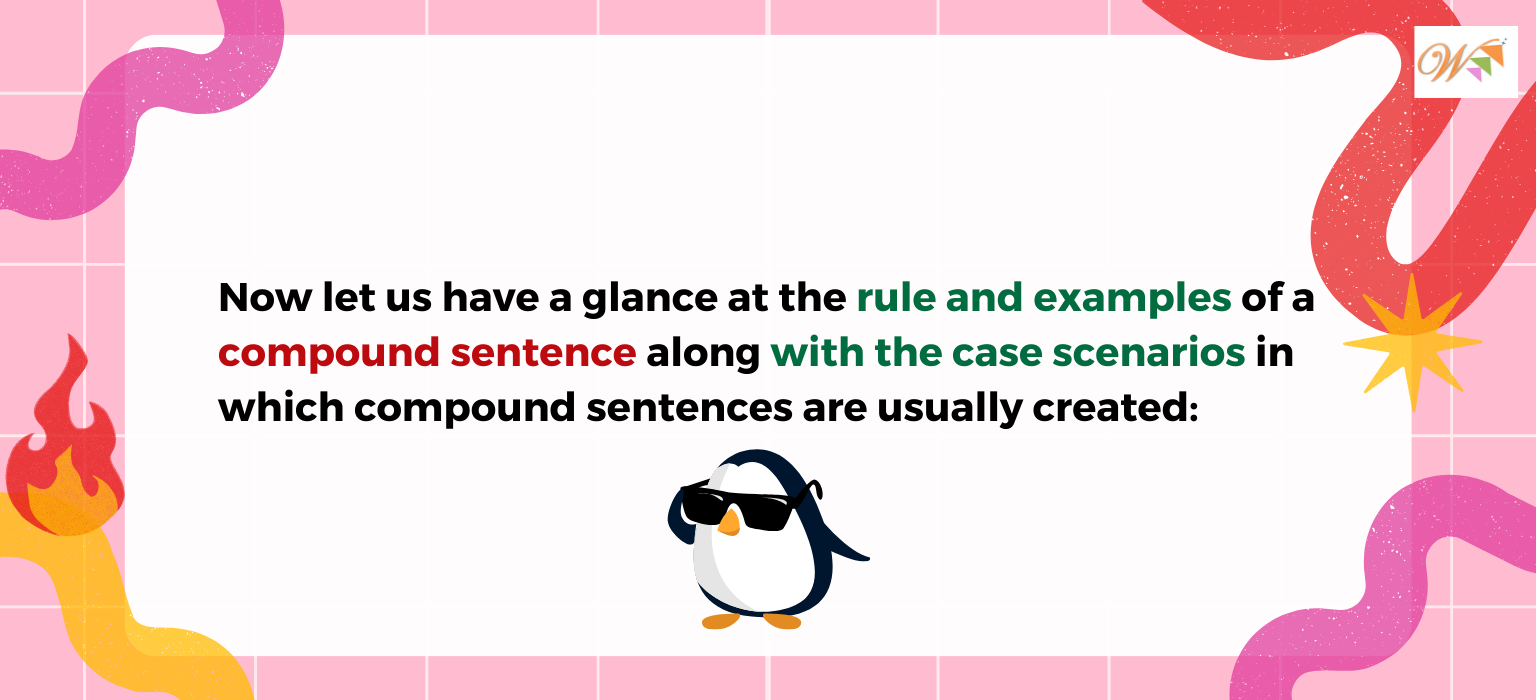 W
Now let us have a glance at the rule and examples of a
compound sentence along with the case scenarios in
which compound sentences are usually created: